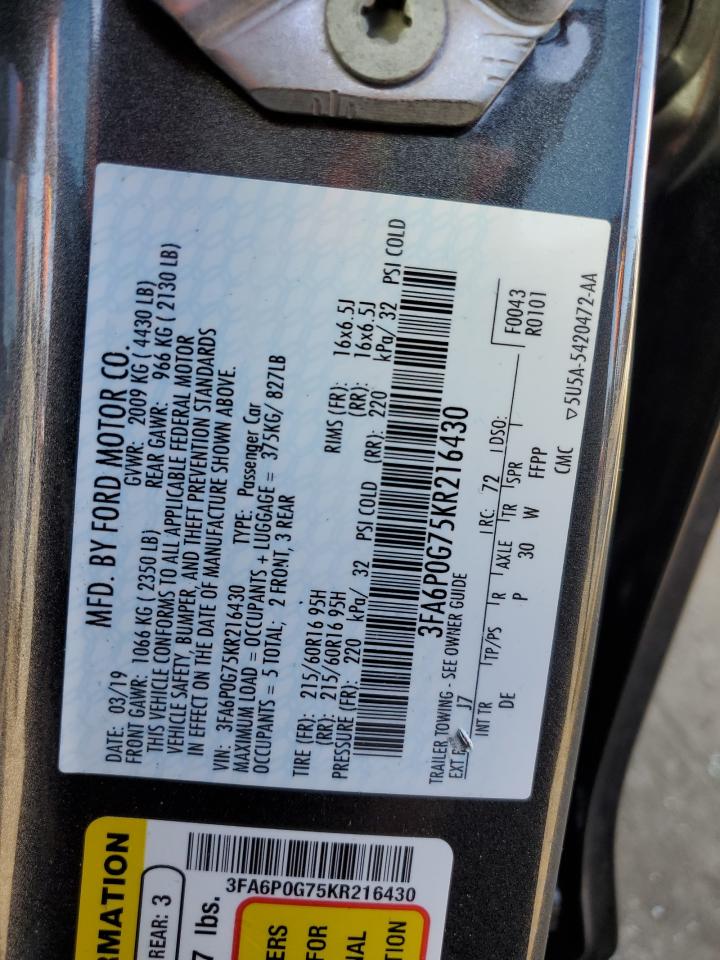 MFD. BY FORD MOTOR CO.
DATE: 03/19 GVWR: 2009 KG ( 4430 LB)
FRONT GAWR: 1066 KG ( 2350 LB) REAR GAWR: 966 KG ( 2130 LB)
THIS VEHICLE CONFORMS TO ALL APPLICABLE FEDERAL MOTOR
VEHICLE SAFETY, BUMPER, AND THEFT PREVENTION STANDARDS
IN EFFECT ON THE DATE OF MANUFACTURE SHOWN ABOVE.
VIN: 3FA6P0G75KR216430 TYPE: Passenger Car
MAXIMUM LOAD = OCCUPANTS + LUGGAGE = 375KG/ 827LB
OCCUPANTS = 5 TOTAL; 2 FRONT, 3 REAR
TIRE (FR): 215/60R16 95H RIMS (FR): 16x6.5J
(RR): 215/60R16 95H (RR): 16x6.5J
PRESSURE (FR): 220 kPa/ 32 PSI COLD (RR): 220 kPa/ 32 PSI COLD
3FA6P0G75KR216430
TRAILER TOWING - SEE OWNER GUIDE
EXT J7 RC: 72 DSO:
INT TR TP/PS R AXLE TR SPR
DE P 30 W FFPP
F0043
R0101
CMC ▽5U5A-5420472-AA
RMATION
REAR: 3
7 lbs.
3FA6P0G75KR216430
ERS
FOR
NAL
TION